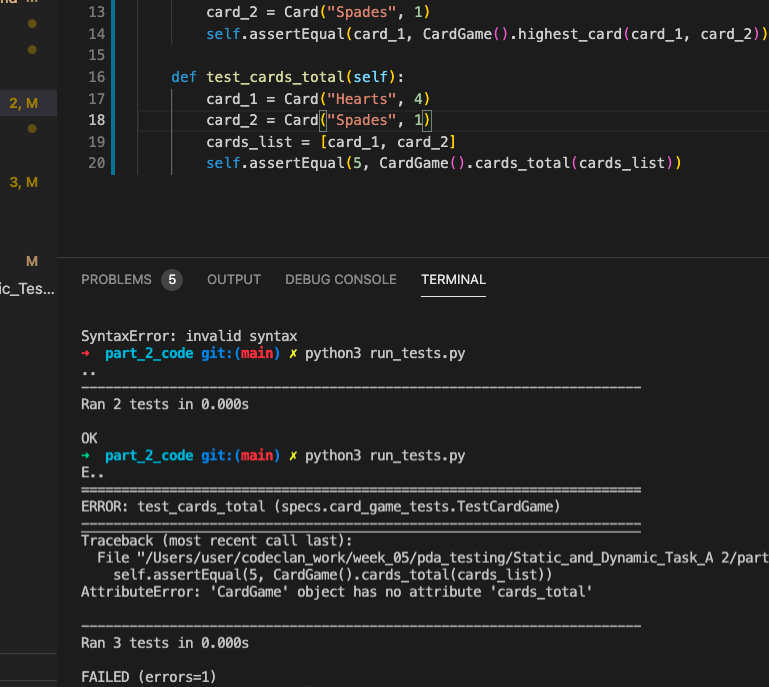 13 card_2 = Card("Spades", 1)
14 self.assertEqual(card_1, CardGame().highest_card(card_1, card_2))
15
16 def test_cards_total(self):
17 card_1 = Card("Hearts", 4)
2, M
18 card_2 = Card("Spades", 1)
19 cards_list = [card_1, card_2]
20 self.assertEqual(5, CardGame().cards_total(cards_list))
3, M
M
ic_Tes...
PROBLEMS 5 OUTPUT DEBUG CONSOLE TERMINAL
SyntaxError: invalid syntax
➜ part_2_code git:(main) ✗ python3 run_tests.py
..
----------------------------------------------------------------------
Ran 2 tests in 0.000s
OK
➜ part_2_code git:(main) ✗ python3 run_tests.py
E..
======================================================================
ERROR: test_cards_total (specs.card_game_tests.TestCardGame)
----------------------------------------------------------------------
Traceback (most recent call last):
File "/Users/user/codeclan_work/week_05/pda_testing/Static_and_Dynamic_Task_A 2/part
self.assertEqual(5, CardGame().cards_total(cards_list))
AttributeError: 'CardGame' object has no attribute 'cards_total'
----------------------------------------------------------------------
Ran 3 tests in 0.000s
FAILED (errors=1)